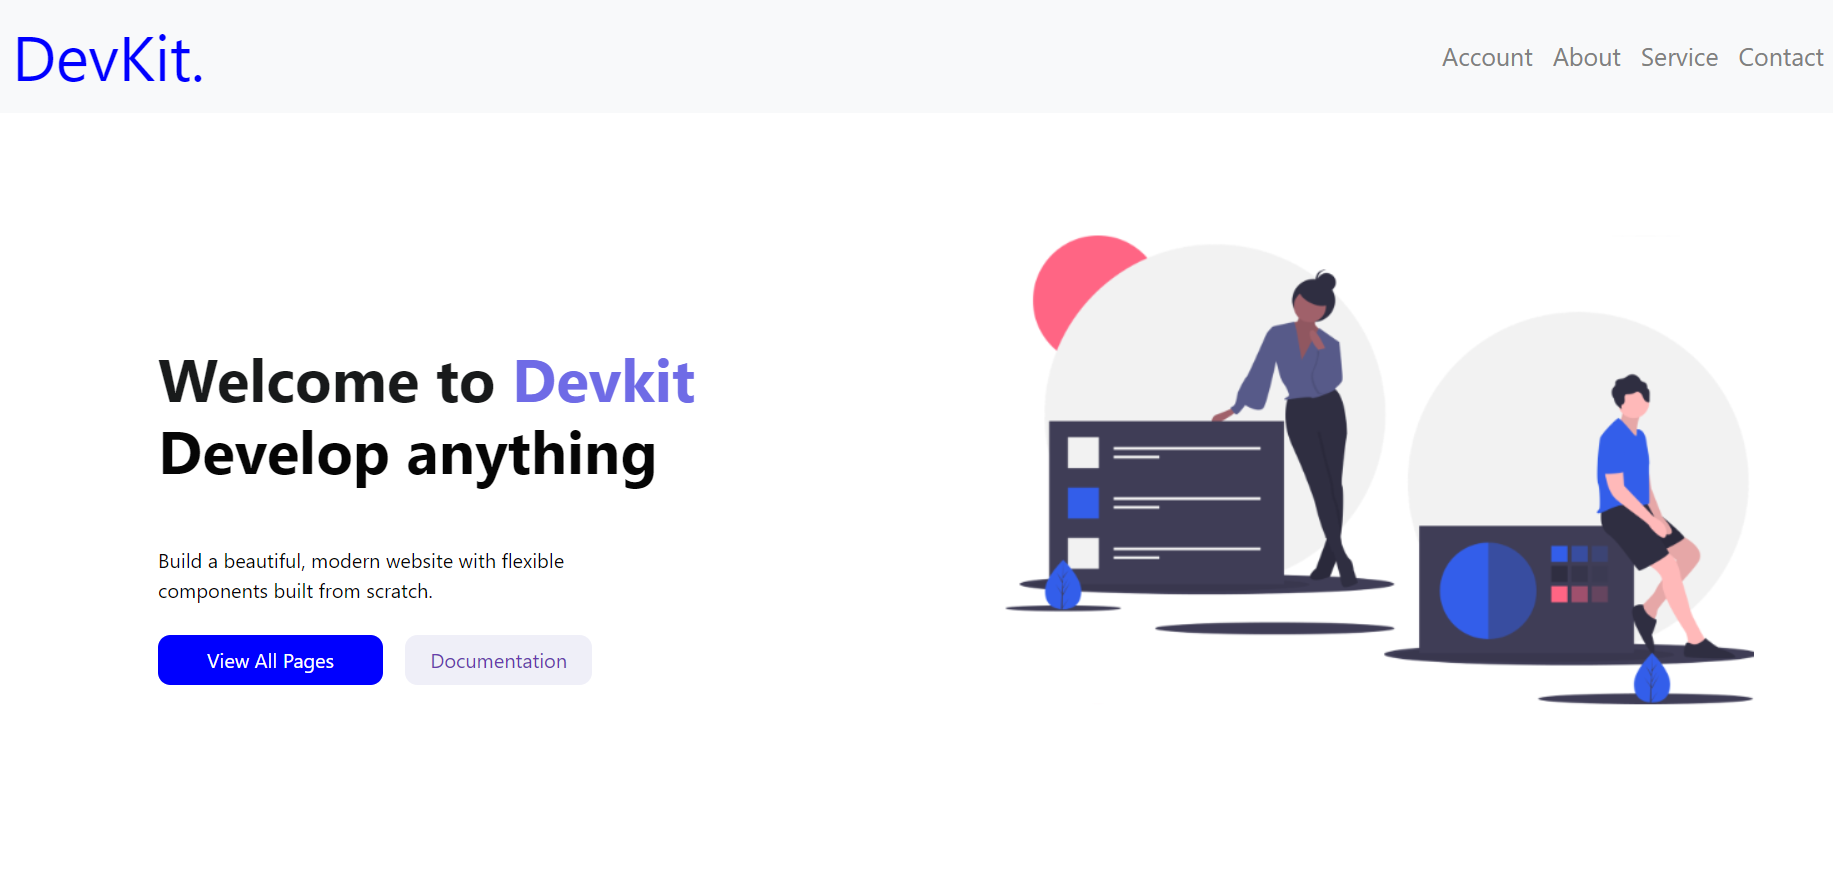 DevKit.
Account About Service Contact
Welcome to Devkit
Develop anything
Build a beautiful, modern website with flexible
components built from scratch.
View All Pages Documentation